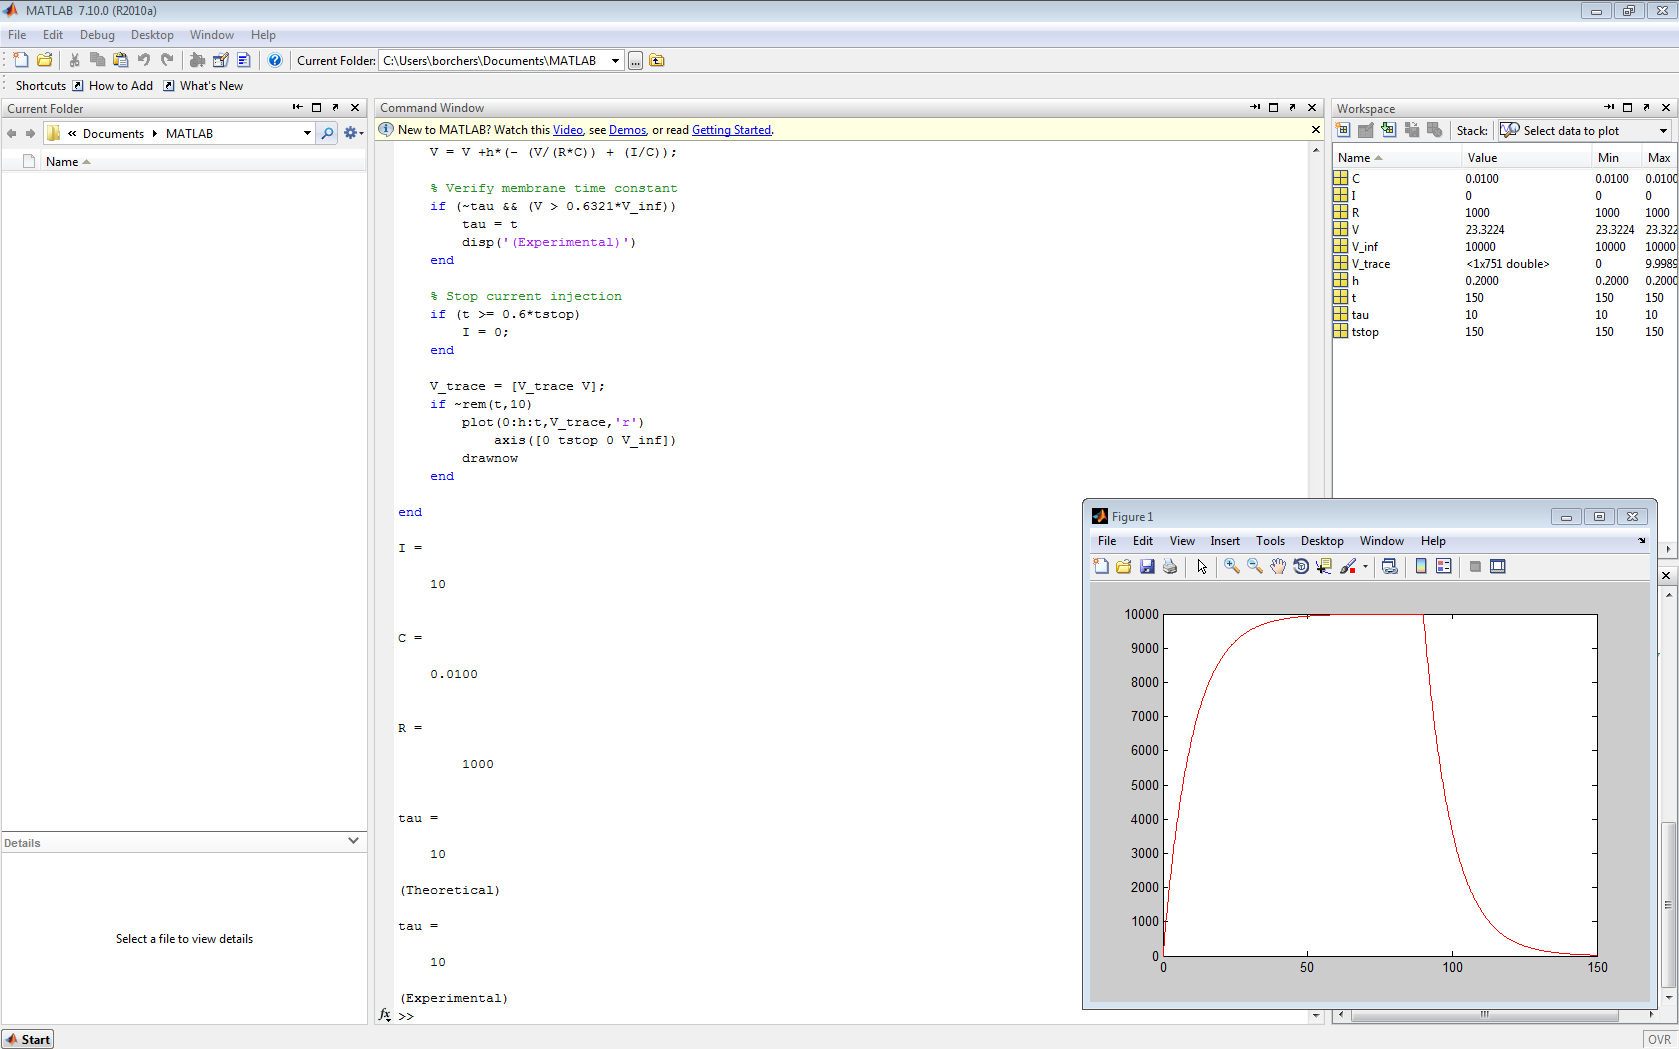 MATLAB 7.10.0 (R2010a)
File Edit Debug Desktop Window Help
Current Folder: C:\Users\borchers\Documents\MATLAB ...
Shortcuts How to Add What's New
Current Folder
« Documents MATLAB
Name
Details
Select a file to view details
Command Window
New to MATLAB? Watch this Video, see Demos, or read Getting Started.
V = V +h*(- (V/(R*C)) + (I/C));
% Verify membrane time constant
if (~tau && (V > 0.6321*V_inf))
tau = t
disp('(Experimental)')
end
% Stop current injection
if (t >= 0.6*tstop)
I = 0;
end
V_trace = [V_trace V];
if ~rem(t,10)
plot(0:h:t,V_trace,'r')
axis([0 tstop 0 V_inf])
drawnow
end
end
I =
10
C =
0.0100
R =
1000
tau =
10
(Theoretical)
tau =
10
(Experimental)
fx >>
Workspace
Stack: Select data to plot
Name Value Min Max
C 0.0100 0.0100 0.0100
I 0 0 0
R 1000 1000 1000
V 23.3224 23.3224 23.322
V_inf 10000 10000 10000
V_trace <1x751 double> 0 9.9989
h 0.2000 0.2000 0.2000
t 150 150 150
tau 10 10 10
tstop 150 150 150
Figure 1
File Edit View Insert Tools Desktop Window Help
10000
9000
8000
7000
6000
5000
4000
3000
2000
1000
0
0 50 100 150
Start
OVR